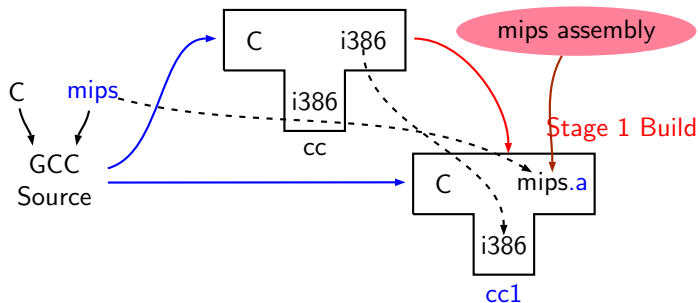 mips assembly
C i386
i386
cc
C mips
GCC
Source
Stage 1 Build
C mips.a
i386
cc1